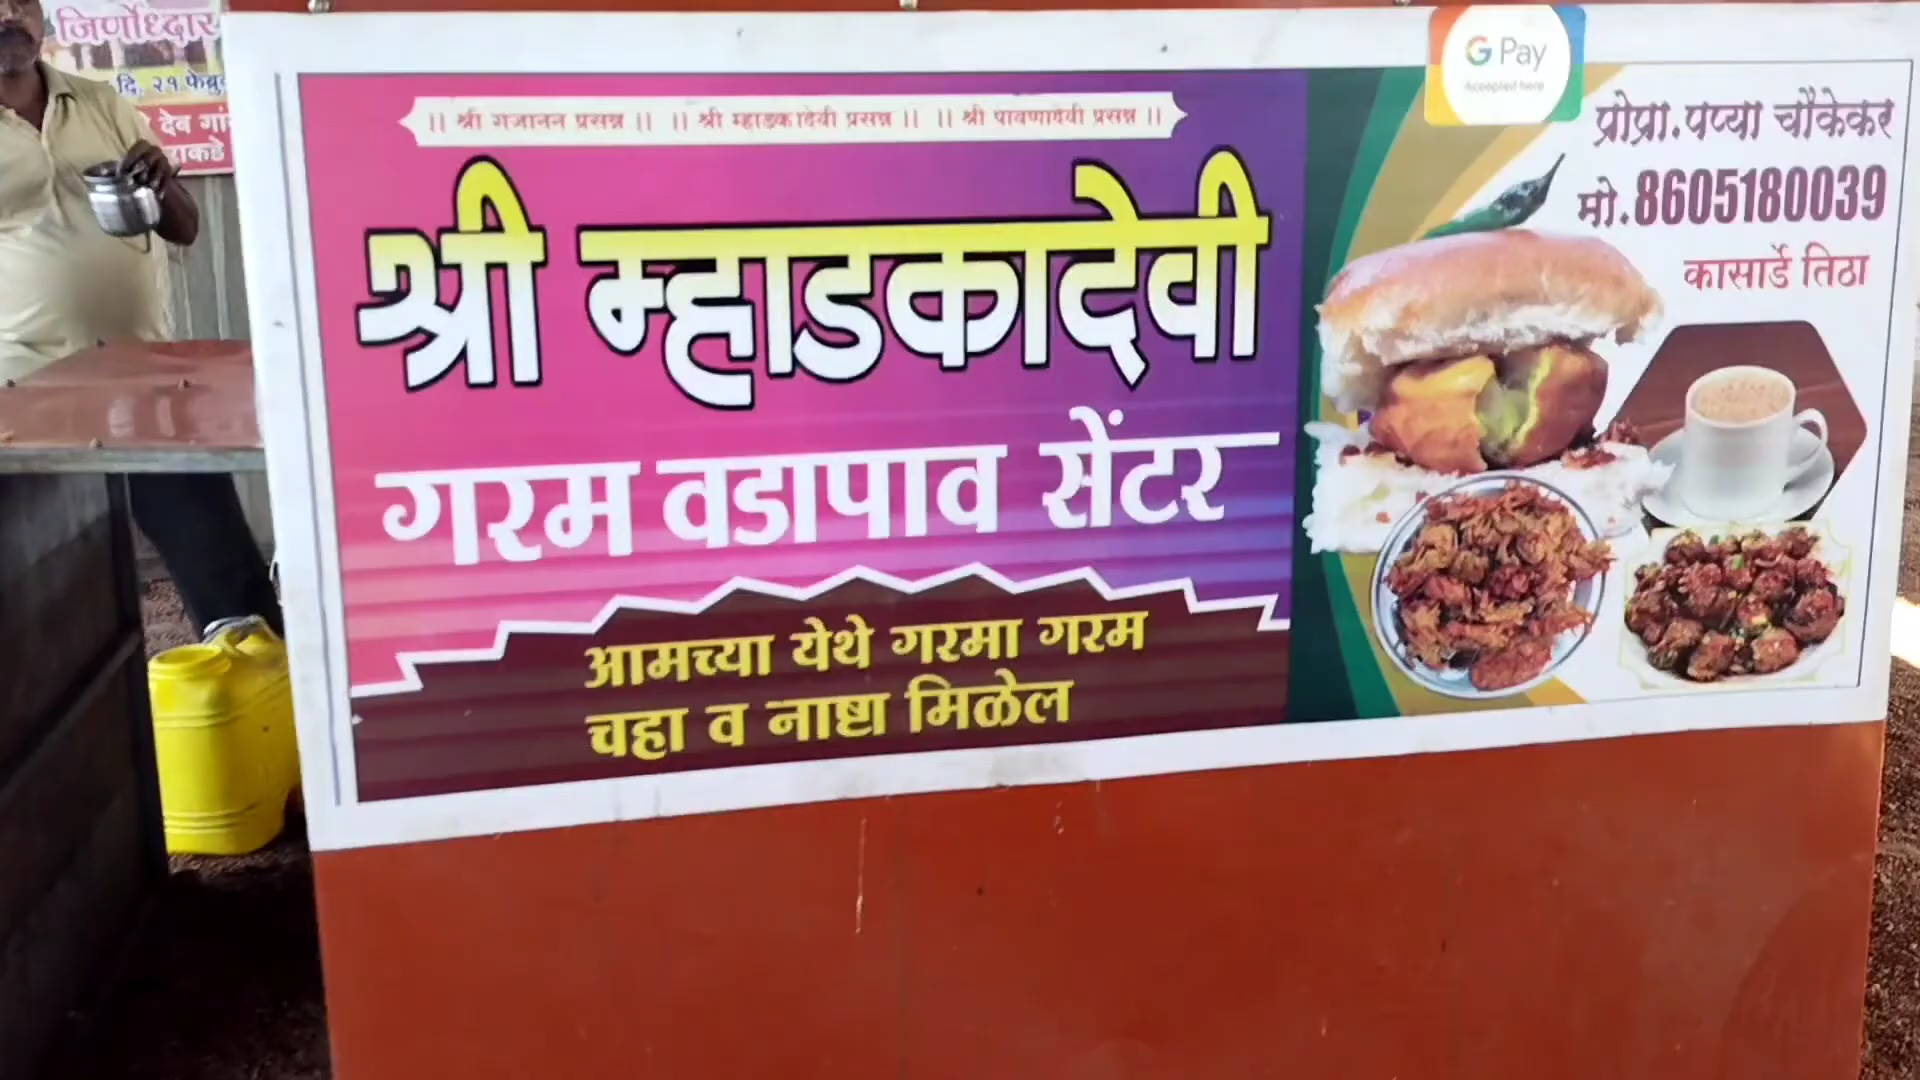 जिर्णोध्दार
दि. २१ फेब्रु
देव गां
|| श्री गजानन प्रसन्न || || श्री म्हाडकादेवी प्रसन्न || || श्री पावणादेवी प्रसन्न ||
श्री म्हाडकादेवी
गरम वडापाव सेंटर
आमच्या येथे गरमा गरम
चहा व नाष्टा मिळेल
G Pay
Accepted here
प्रोप्रा.पप्या चौकेकर
मो.8605180039
कासार्डे तिठा